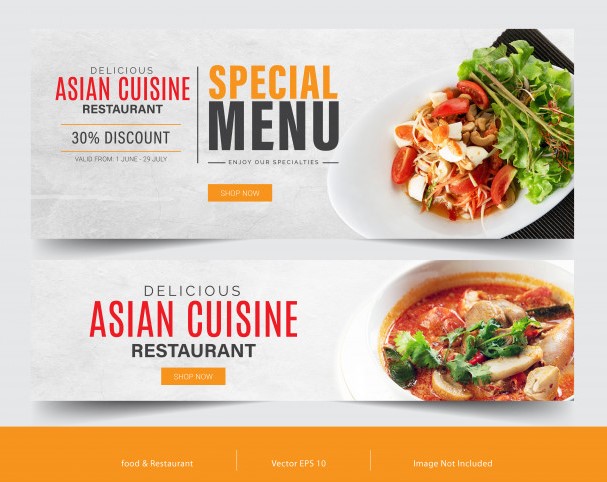 DELICIOUS
ASIAN CUISINE
RESTAURANT
30% DISCOUNT
VALID FROM: 1 JUNE - 29 JULY
SPECIAL
MENU
ENJOY OUR SPECIALTIES
SHOP NOW
DELICIOUS
ASIAN CUISINE
RESTAURANT
SHOP NOW
food & Restaurant
Vector EPS 10
Image Not Included